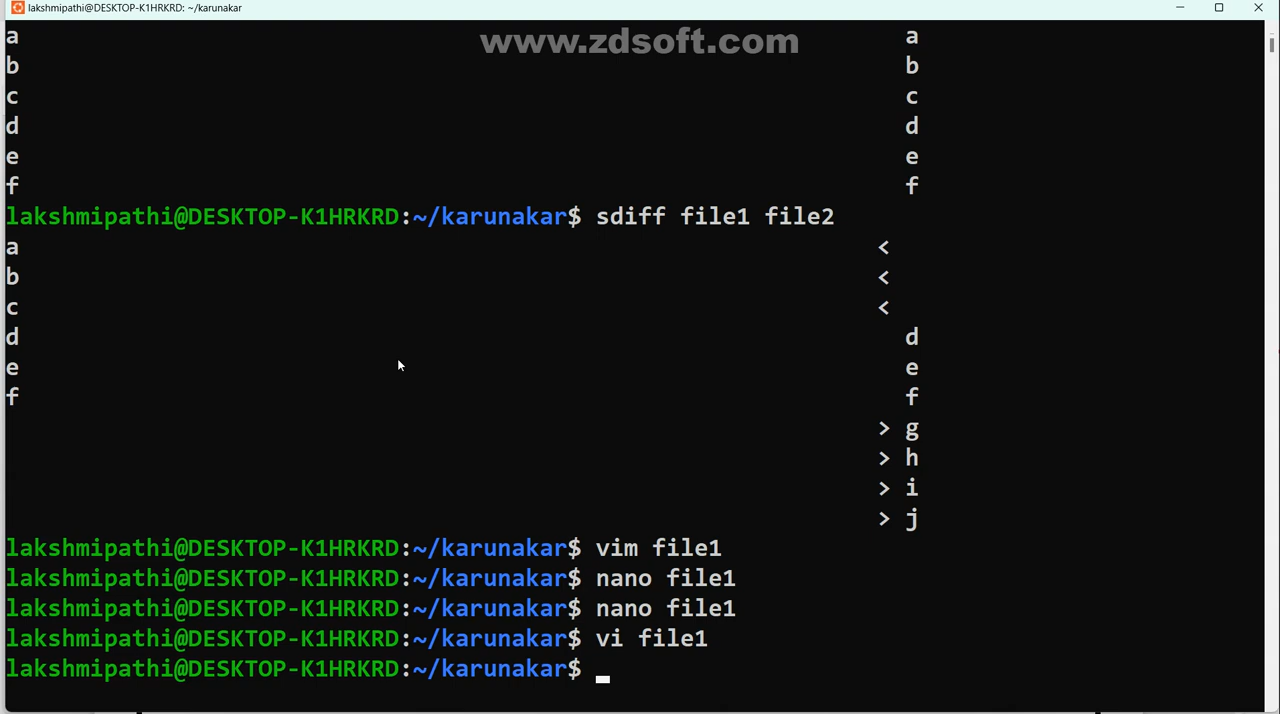 lakshmipathi@DESKTOP-K1HRKRD: ~/karunakar
www.zdsoft.com
a a
b b
c c
d d
e e
f f
lakshmipathi@DESKTOP-K1HRKRD:~/karunakar$ sdiff file1 file2
a <
b <
c <
d d
e e
f f
> g
> h
> i
> j
lakshmipathi@DESKTOP-K1HRKRD:~/karunakar$ vim file1
lakshmipathi@DESKTOP-K1HRKRD:~/karunakar$ nano file1
lakshmipathi@DESKTOP-K1HRKRD:~/karunakar$ nano file1
lakshmipathi@DESKTOP-K1HRKRD:~/karunakar$ vi file1
lakshmipathi@DESKTOP-K1HRKRD:~/karunakar$